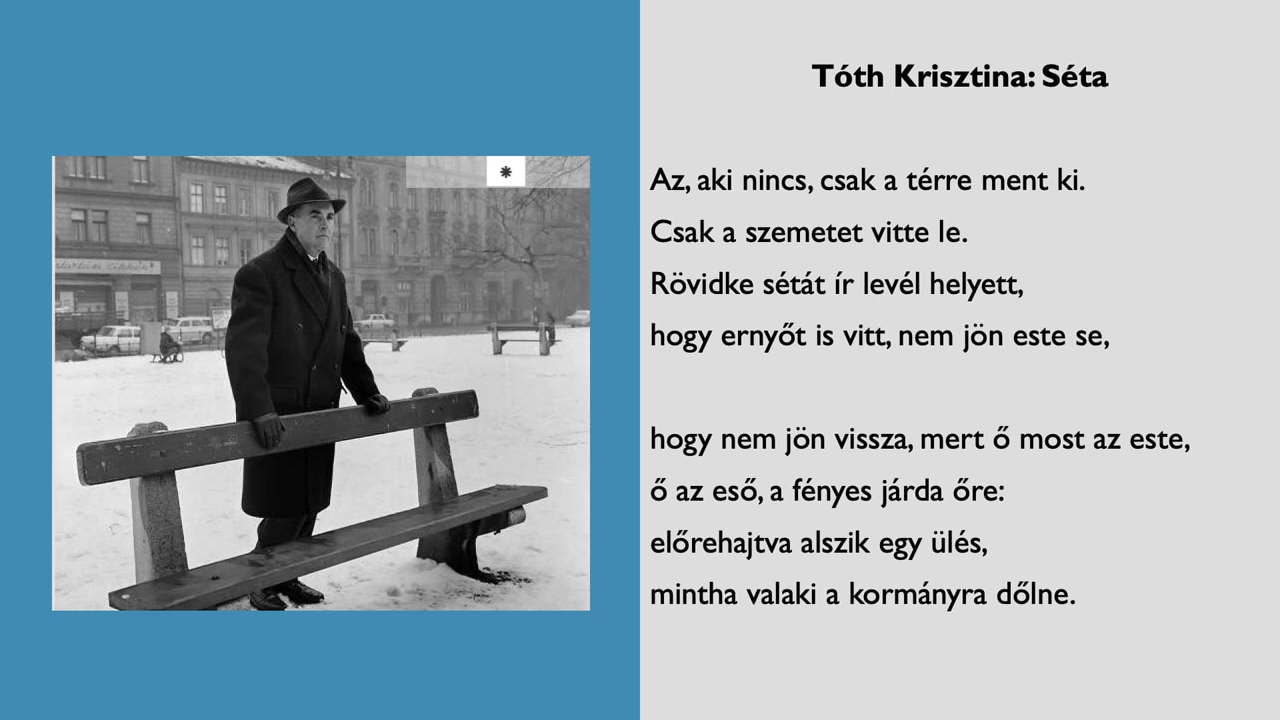 Tóth Krisztina: Séta
Az, aki nincs, csak a térre ment ki.
Csak a szemetet vitte le.
Rövidke sétát ír levél helyett,
hogy ernyőt is vitt, nem jön este se,
hogy nem jön vissza, mert ő most az este,
ő az eső, a fényes járda őre:
előrehajtva alszik egy ülés,
mintha valaki a kormányra dőlne.